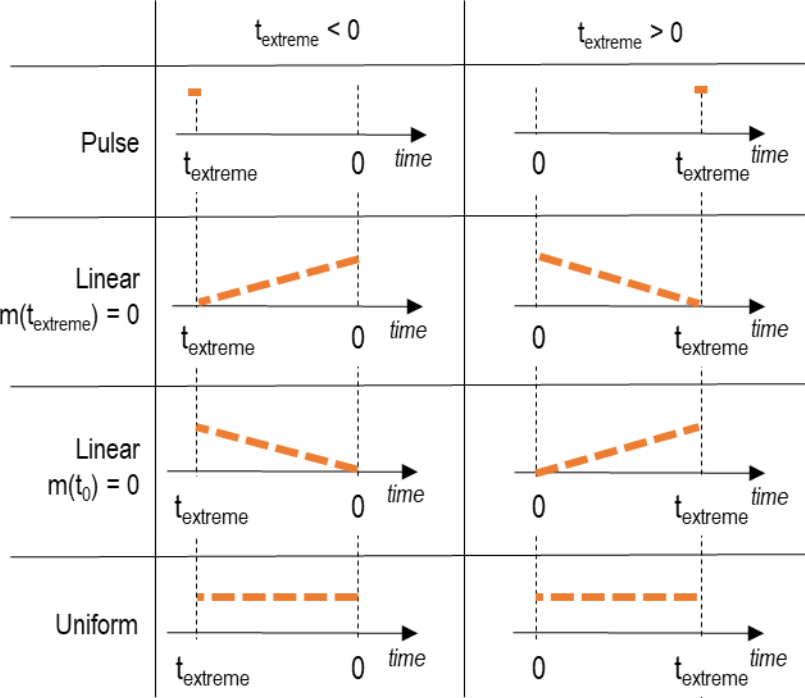 t_extreme < 0
t_extreme > 0
Pulse
t_extreme 0 time
0 t_extreme time
Linear
m(t_extreme) = 0
t_extreme 0 time
0 t_extreme time
Linear
m(t_0) = 0
t_extreme 0 time
0 t_extreme time
Uniform
t_extreme 0 time
0 t_extreme time